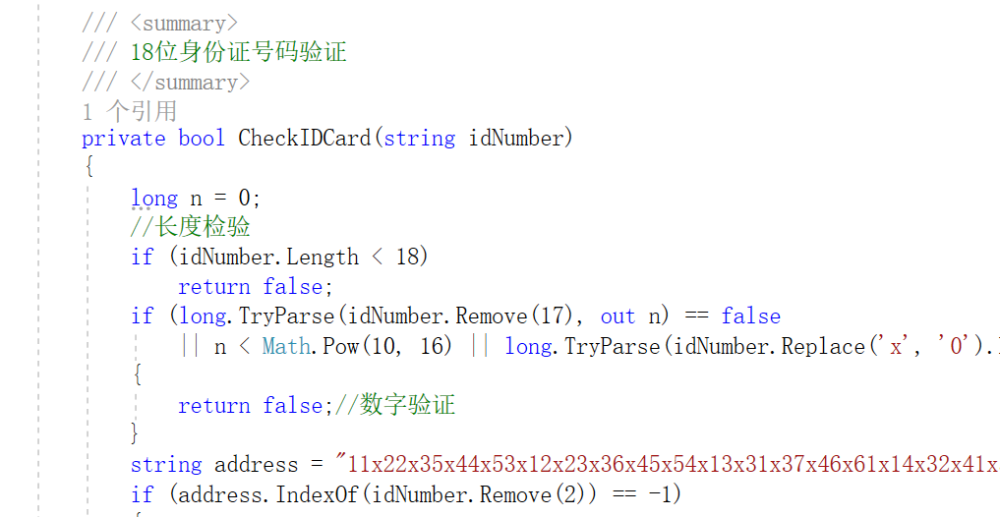 /// <summary>
/// 18位身份证号码验证
/// </summary>
1 个引用
private bool CheckIDCard(string idNumber)
{
long n = 0;
//长度检验
if (idNumber.Length < 18)
return false;
if (long.TryParse(idNumber.Remove(17), out n) == false
|| n < Math.Pow(10, 16) || long.TryParse(idNumber.Replace('x', '0').
{
return false;//数字验证
}
string address = "11x22x35x44x53x12x23x36x45x54x13x31x37x46x61x14x32x41x
if (address.IndexOf(idNumber.Remove(2)) == -1)